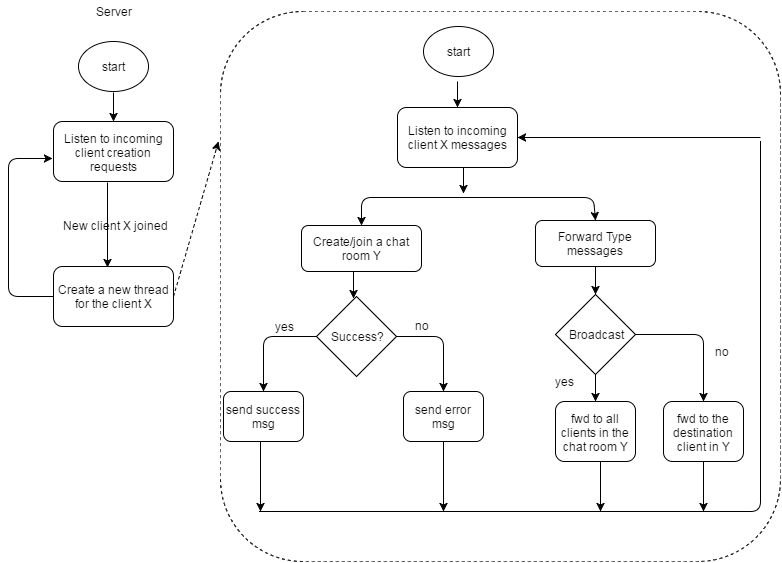 Server
start
Listen to incoming
client creation
requests
New client X joined
Create a new thread
for the client X
start
Listen to incoming
client X messages
Create/join a chat
room Y
Success?
yes
no
send success
msg
send error
msg
Forward Type
messages
Broadcast
no
yes
fwd to all
clients in the
chat room Y
fwd to the
destination
client in Y